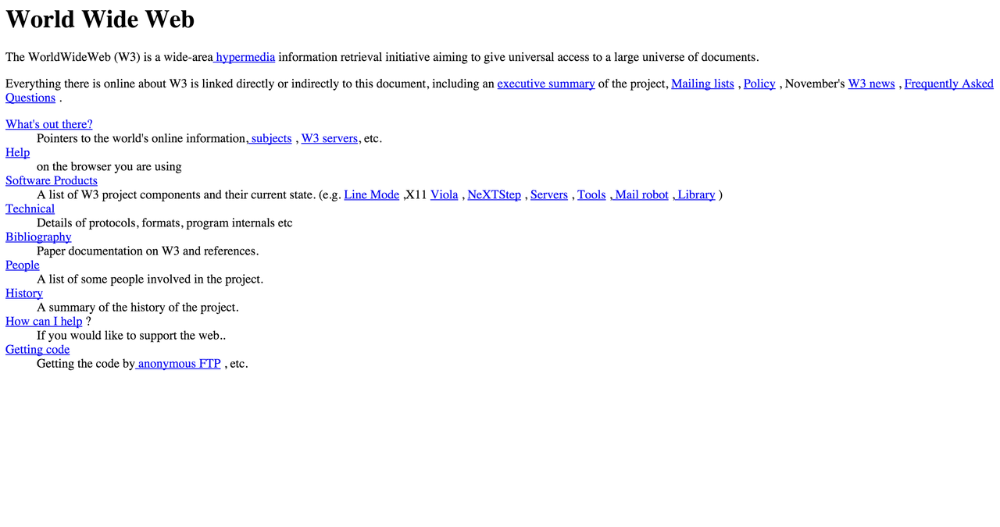 World Wide Web
The WorldWideWeb (W3) is a wide-area hypermedia information retrieval initiative aiming to give universal access to a large universe of documents.
Everything there is online about W3 is linked directly or indirectly to this document, including an executive summary of the project, Mailing lists , Policy , November's W3 news , Frequently Asked
Questions .
What's out there?
Pointers to the world's online information, subjects , W3 servers, etc.
Help
on the browser you are using
Software Products
A list of W3 project components and their current state. (e.g. Line Mode ,X11 Viola , NeXTStep , Servers , Tools , Mail robot , Library )
Technical
Details of protocols, formats, program internals etc
Bibliography
Paper documentation on W3 and references.
People
A list of some people involved in the project.
History
A summary of the history of the project.
How can I help ?
If you would like to support the web..
Getting code
Getting the code by anonymous FTP , etc.